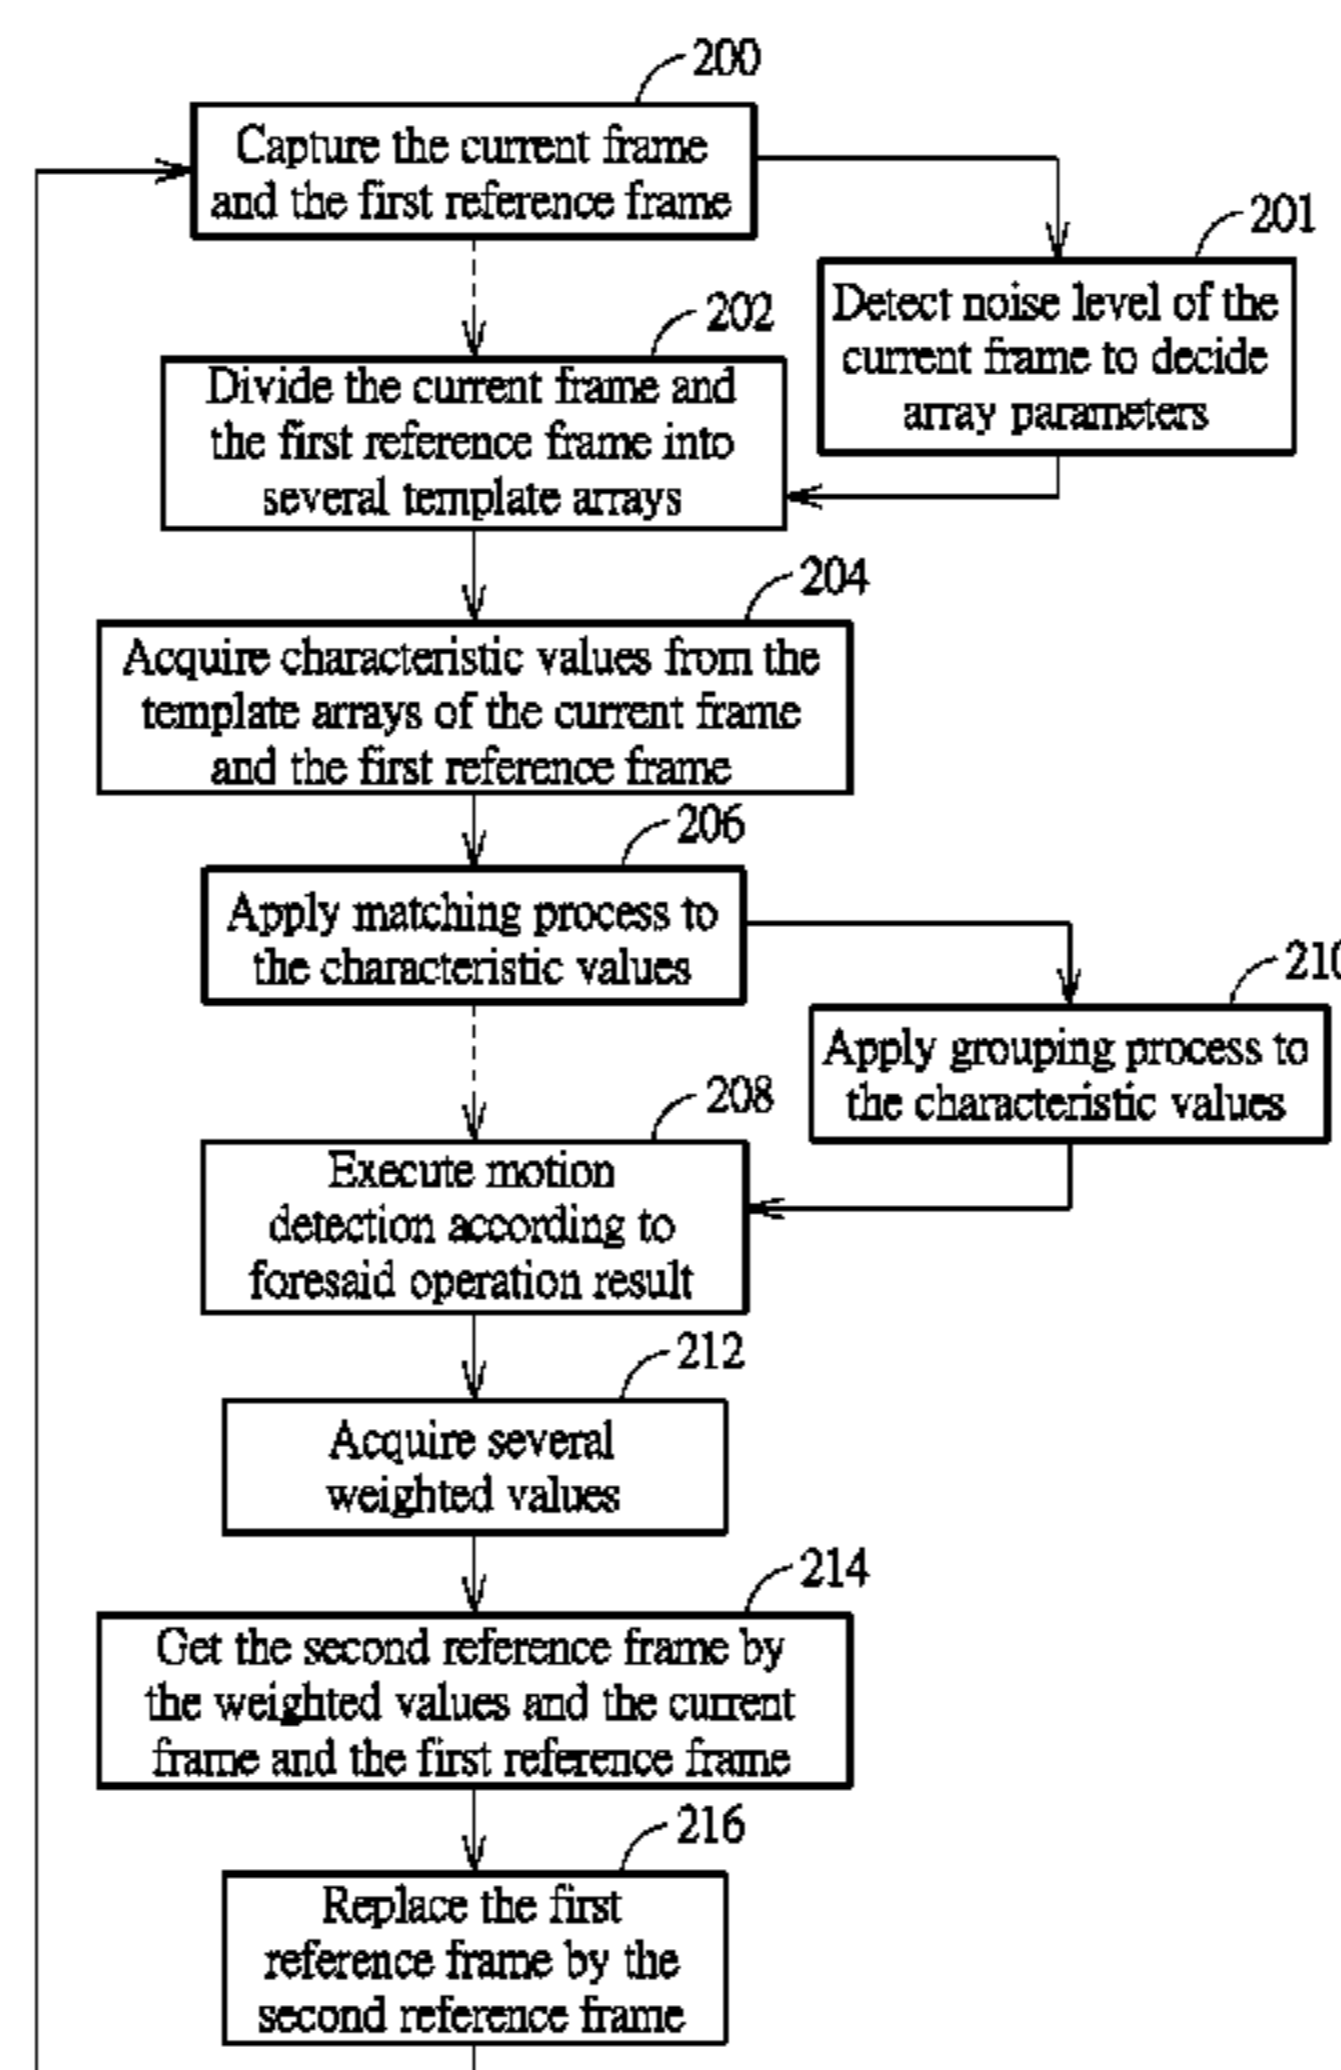 200
Capture the current frame
and the first reference frame
201
Detect noise level of the
current frame to decide
array parameters
202
Divide the current frame and
the first reference frame into
several template arrays
204
Acquire characteristic values from the
template arrays of the current frame
and the first reference frame
206
Apply matching process to
the characteristic values
210
Apply grouping process to
the characteristic values
208
Execute motion
detection according to
foresaid operation result
212
Acquire several
weighted values
214
Get the second reference frame by
the weighted values and the current
frame and the first reference frame
216
Replace the first
reference frame by the
second reference frame